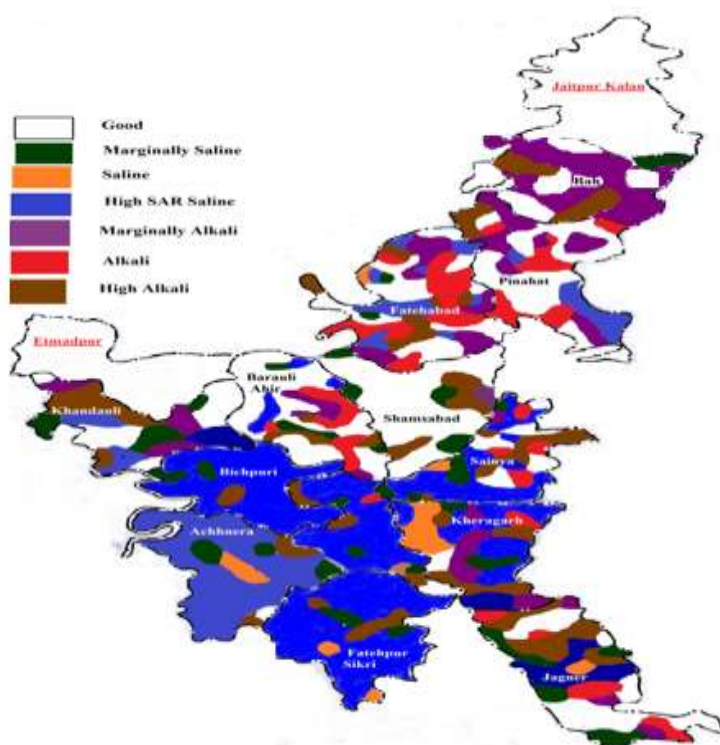 Jaitpur Kalan
Good
Marginally Saline
Saline
High SAR Saline
Marginally Alkali
Alkali
High Alkali
Bah
Pinahat
Fatehabad
Etmadpur
Barauli
Ahir
Khandauli
Shamsabad
Sainya
Bichpuri
Kheragarh
Achhnera
Fatehpur
Sikri
Jagner